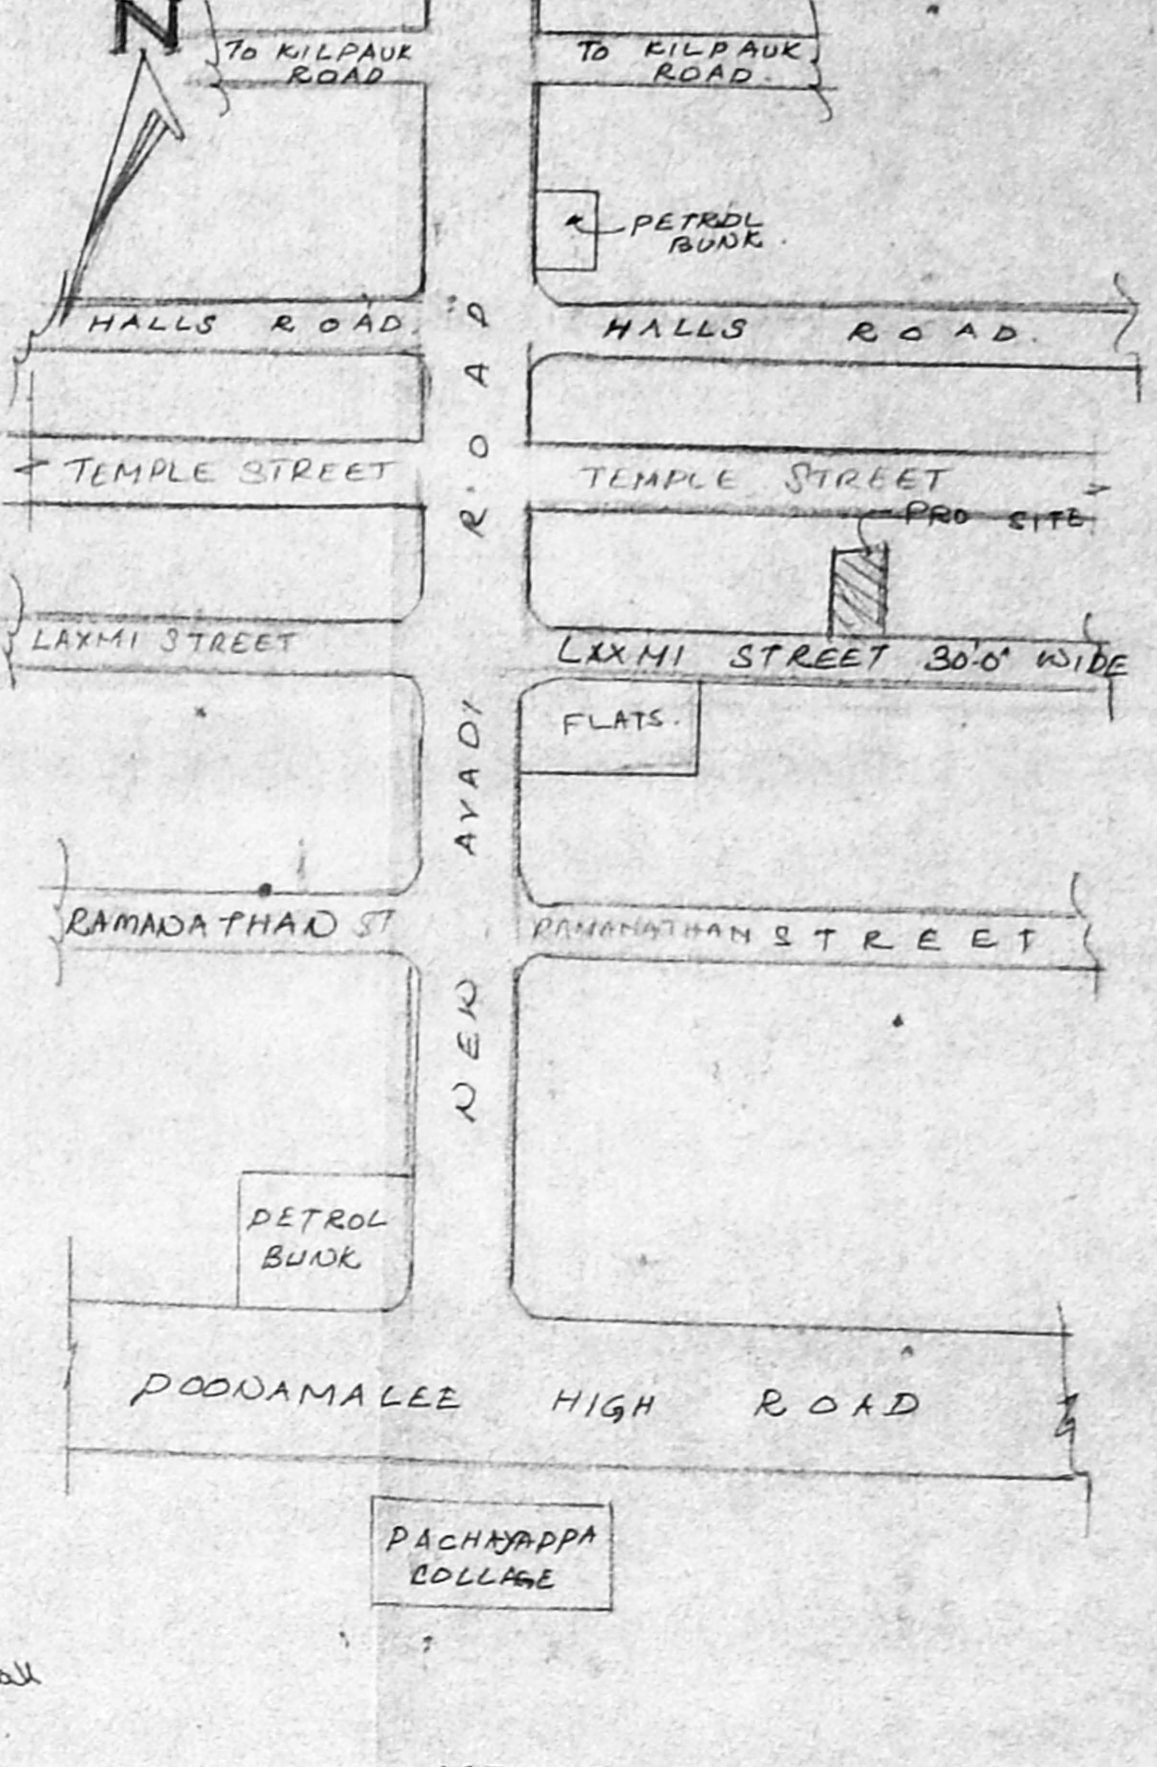 N
TO KILPAUK
ROAD
TO KILPAUK
ROAD.
PETROL
BUNK.
HALLS ROAD.
HALLS ROAD.
TEMPLE STREET
TEMPLE STREET
PRO SITE
LAXMI STREET
LAXMI STREET 30'-0" WIDE
FLATS.
NEW AVADI ROAD
RAMANATHAN ST
RAMANATHAN STREET
PETROL
BUNK
POONAMALEE HIGH ROAD
PACHAYAPPA
COLLAGE